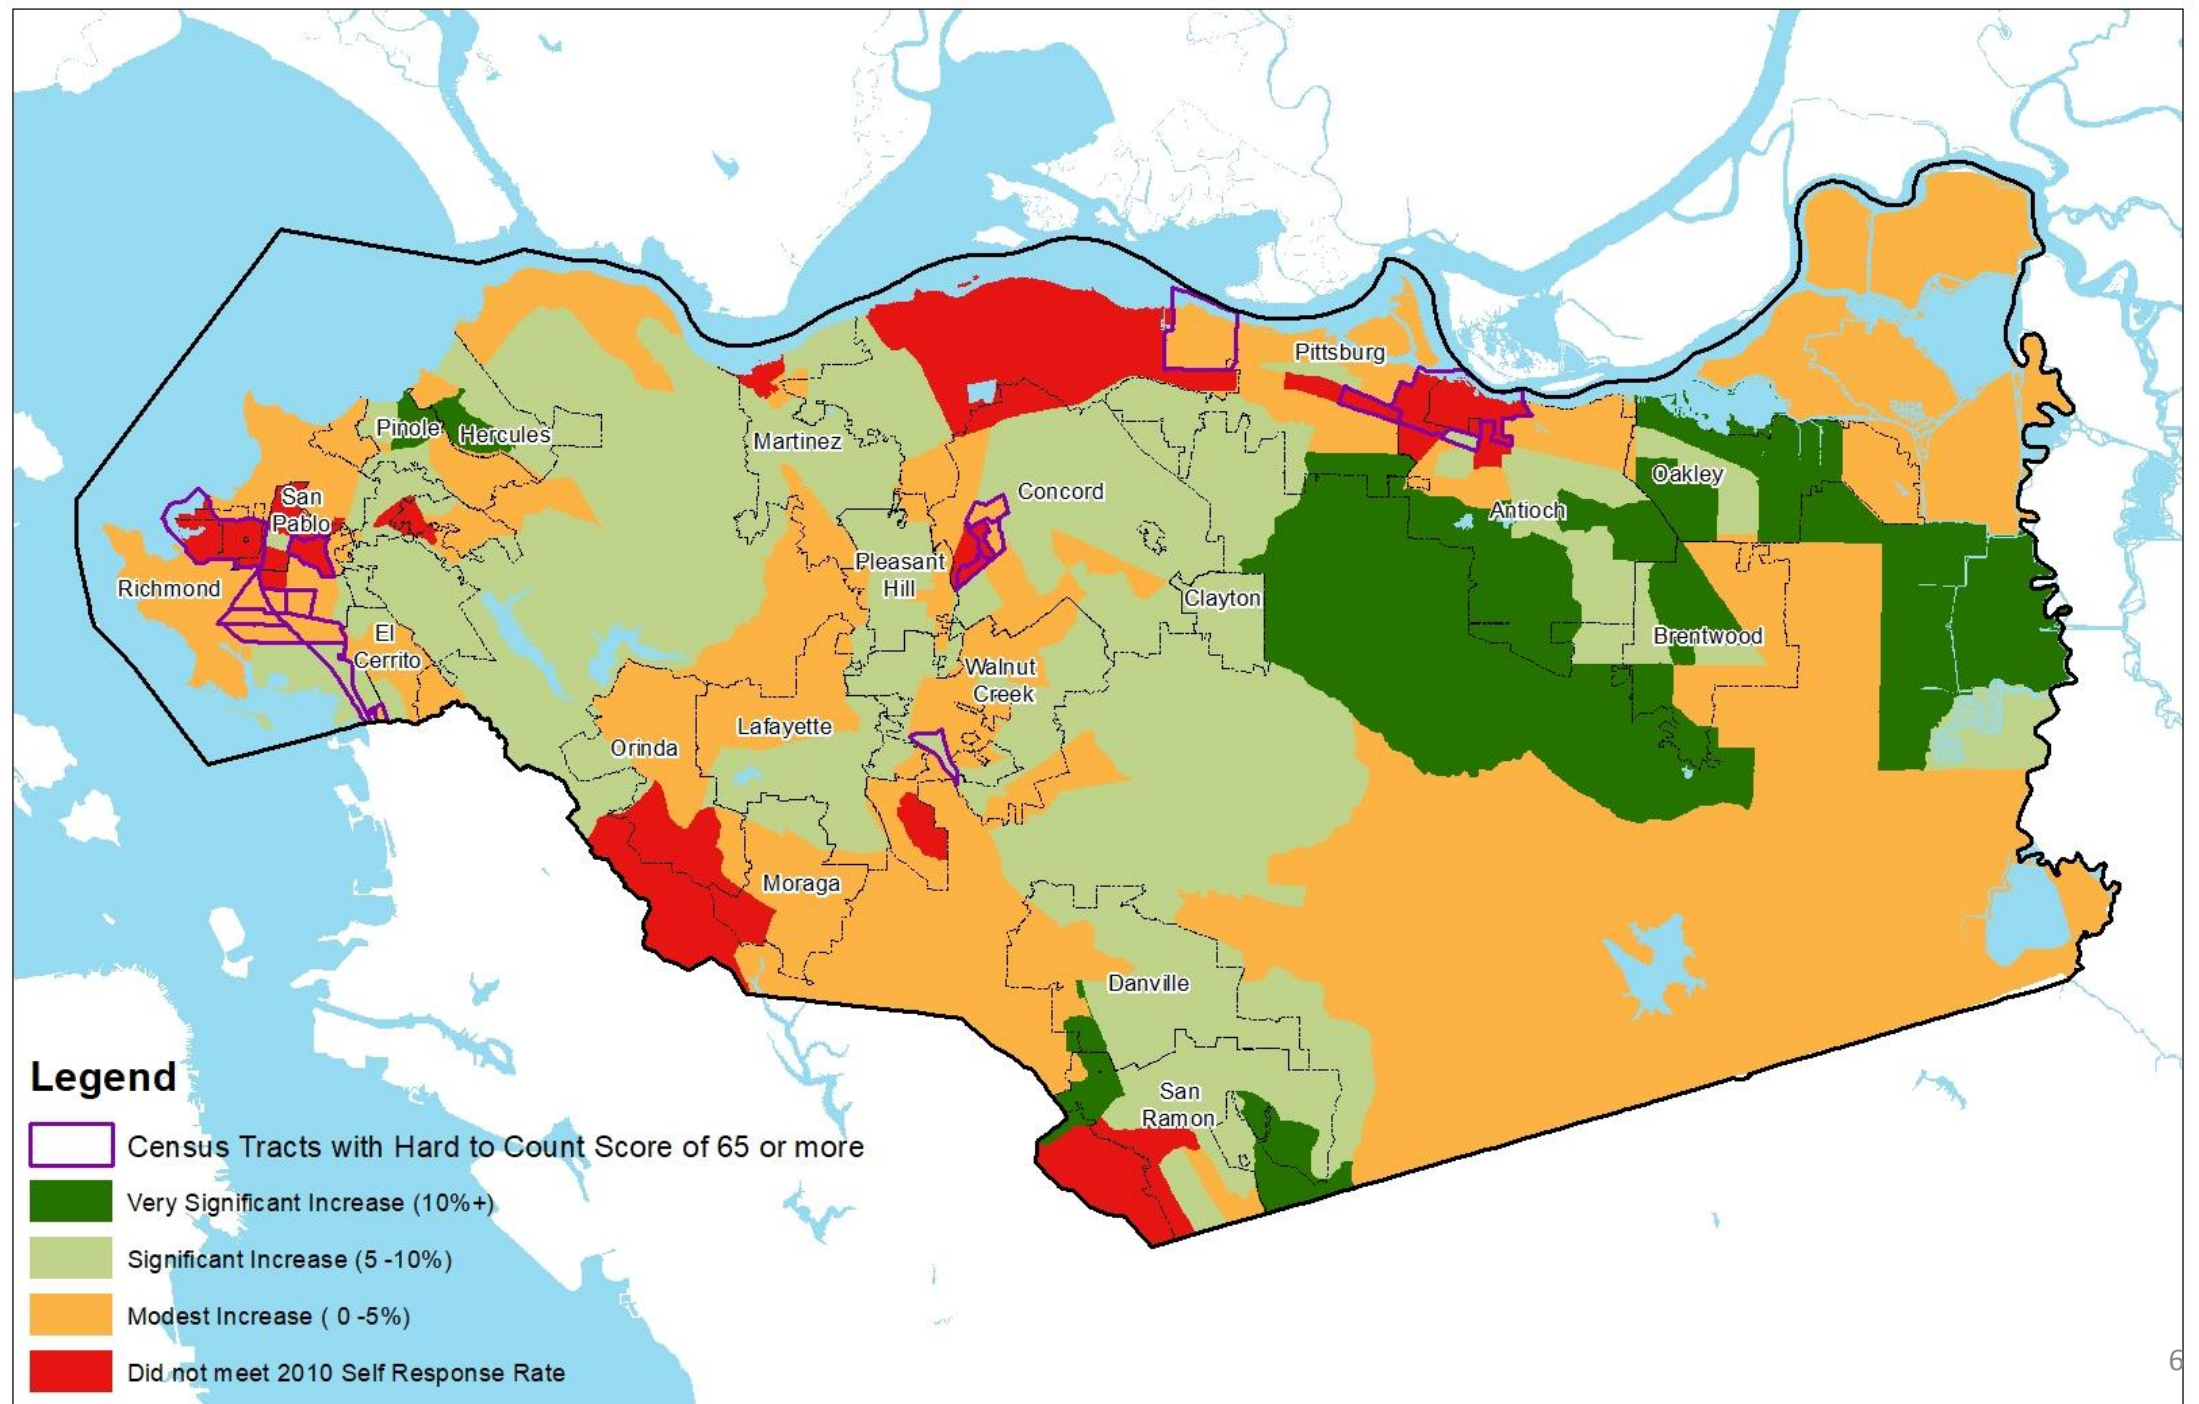 Pittsburg
Pinole
Hercules
Martinez
Oakley
San
Pablo
Concord
Antioch
Richmond
Pleasant
Hill
Clayton
El
Cerrito
Brentwood
Walnut
Creek
Orinda
Lafayette
Moraga
Danville
San
Ramon
Legend
Census Tracts with Hard to Count Score of 65 or more
Very Significant Increase (10%+)
Significant Increase (5 -10%)
Modest Increase ( 0 -5%)
Did not meet 2010 Self Response Rate
6